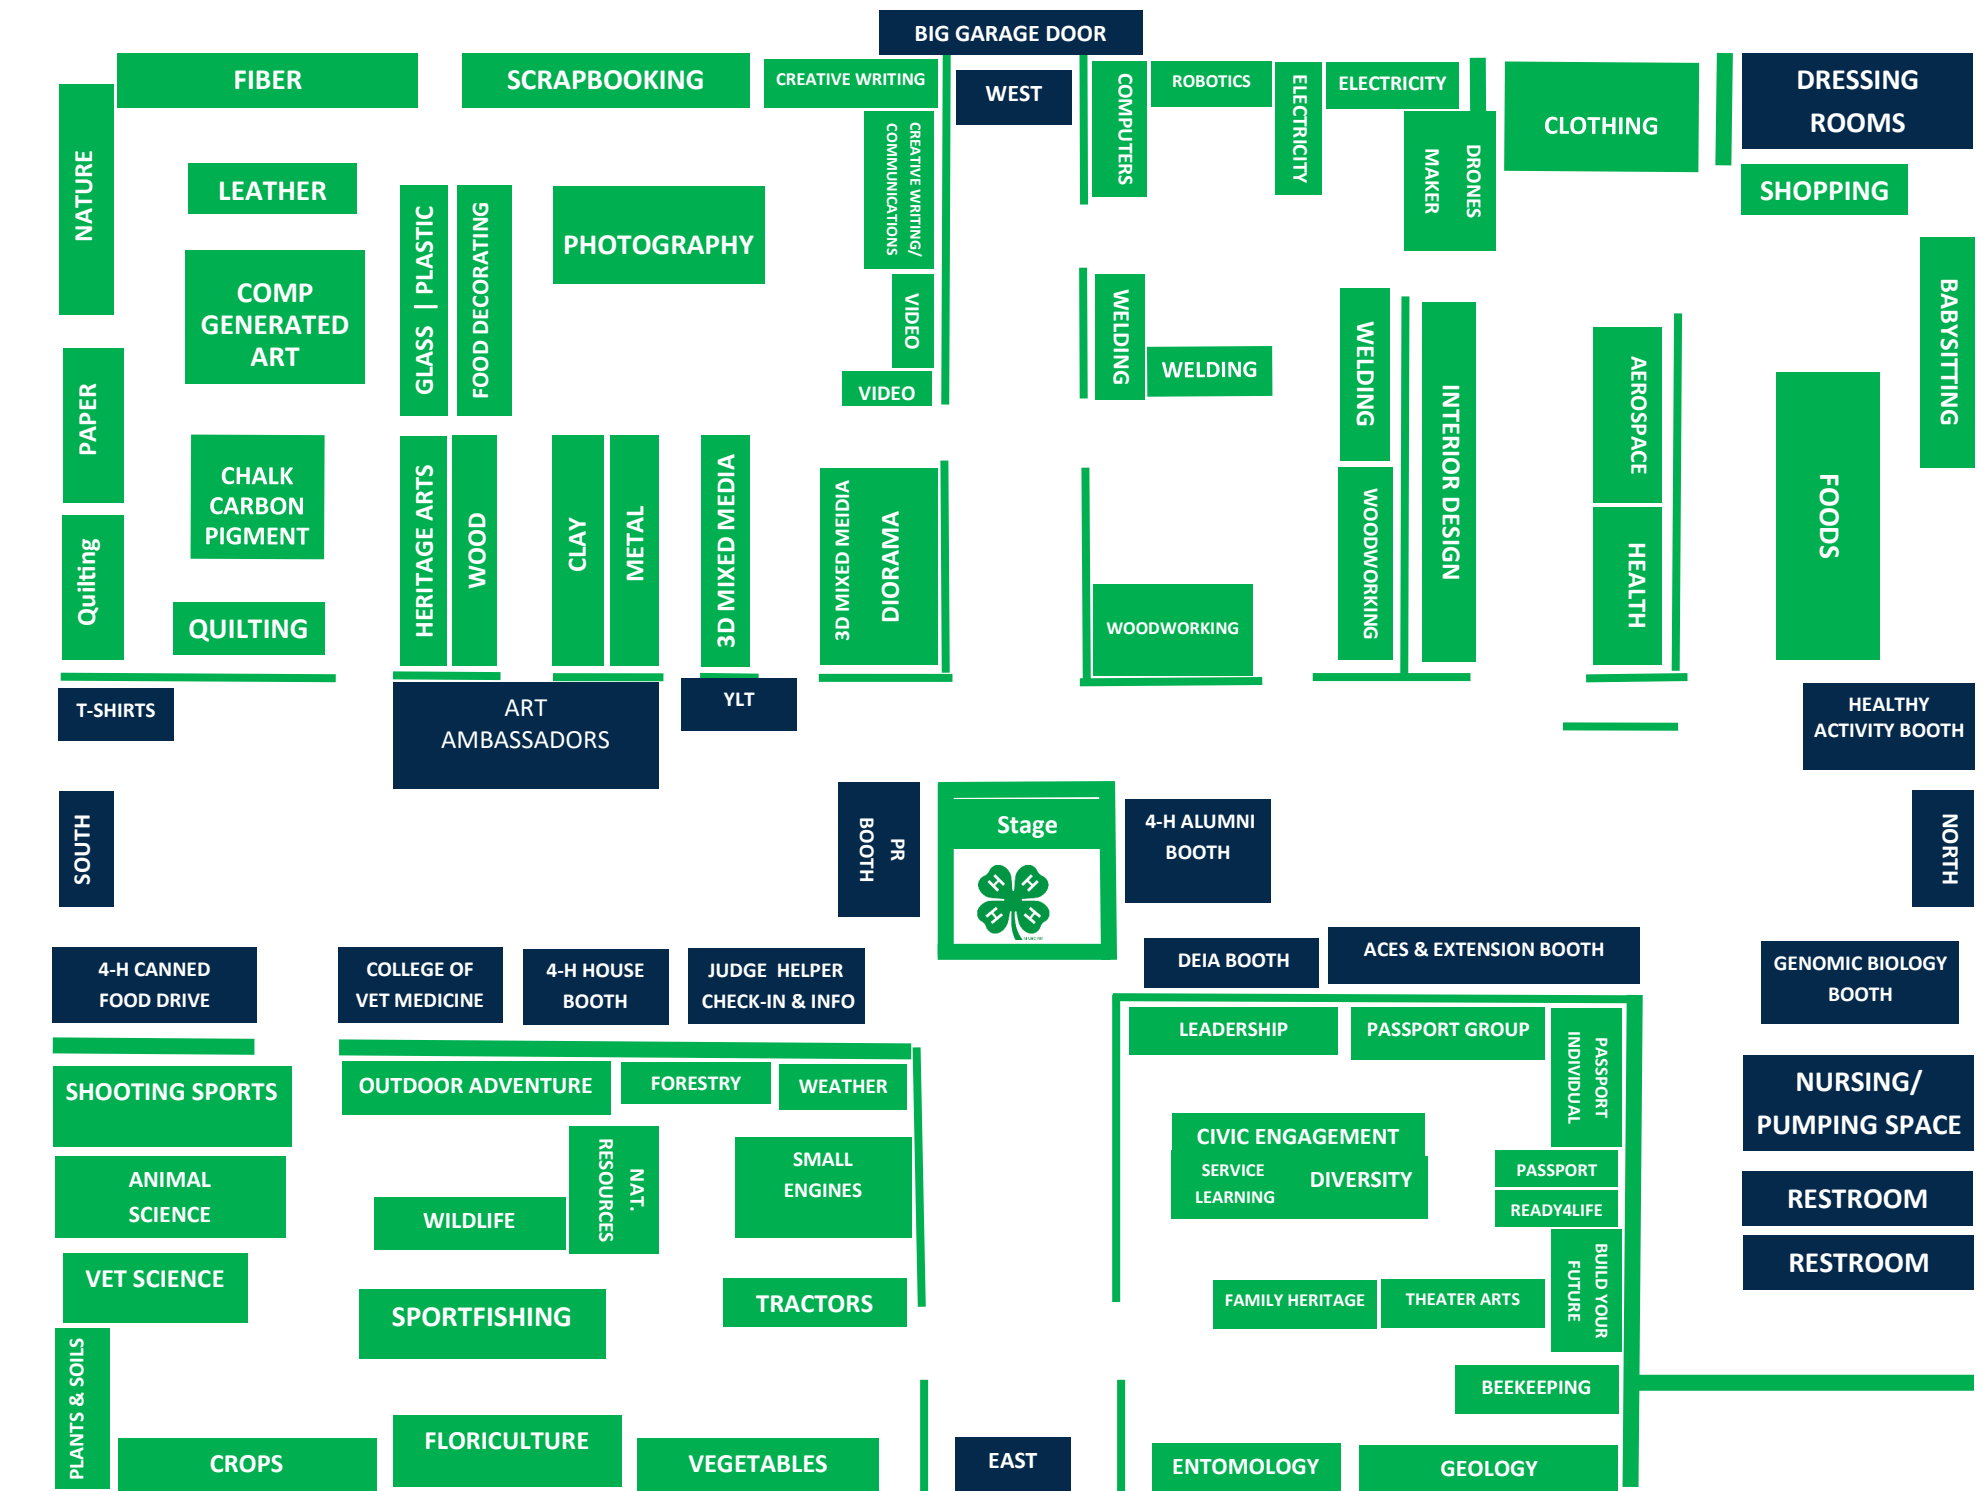 BIG GARAGE DOOR
WEST
FIBER
SCRAPBOOKING
CREATIVE WRITING
CREATIVE WRITING/
COMMUNICATIONS
NATURE
LEATHER
COMP
GENERATED
ART
GLASS | PLASTIC
FOOD DECORATING
PHOTOGRAPHY
VIDEO
VIDEO
PAPER
CHALK
CARBON
PIGMENT
Quilting
QUILTING
HERITAGE ARTS
WOOD
CLAY
METAL
3D MIXED MEDIA
3D MIXED MEIDIA
DIORAMA
COMPUTERS
ROBOTICS
ELECTRICITY
ELECTRICITY
DRONES
MAKER
CLOTHING
DRESSING
ROOMS
SHOPPING
BABYSITTING
WELDING
WELDING
WELDING
INTERIOR DESIGN
AEROSPACE
FOODS
WOODWORKING
WOODWORKING
HEALTH
T-SHIRTS
ART
AMBASSADORS
YLT
HEALTHY
ACTIVITY BOOTH
SOUTH
PR
BOOTH
Stage
H
H
H
H
4-H ALUMNI
BOOTH
NORTH
4-H CANNED
FOOD DRIVE
COLLEGE OF
VET MEDICINE
4-H HOUSE
BOOTH
JUDGE HELPER
CHECK-IN & INFO
DEIA BOOTH
ACES & EXTENSION BOOTH
GENOMIC BIOLOGY
BOOTH
SHOOTING SPORTS
OUTDOOR ADVENTURE
FORESTRY
WEATHER
ANIMAL
SCIENCE
NAT.
RESOURCES
SMALL
ENGINES
WILDLIFE
VET SCIENCE
SPORTFISHING
TRACTORS
PLANTS & SOILS
CROPS
FLORICULTURE
VEGETABLES
EAST
LEADERSHIP
PASSPORT GROUP
PASSPORT
INDIVIDUAL
CIVIC ENGAGEMENT
SERVICE
LEARNING
DIVERSITY
PASSPORT
READY4LIFE
BUILD YOUR
FUTURE
FAMILY HERITAGE
THEATER ARTS
BEEKEEPING
ENTOMOLOGY
GEOLOGY
NURSING/
PUMPING SPACE
RESTROOM
RESTROOM